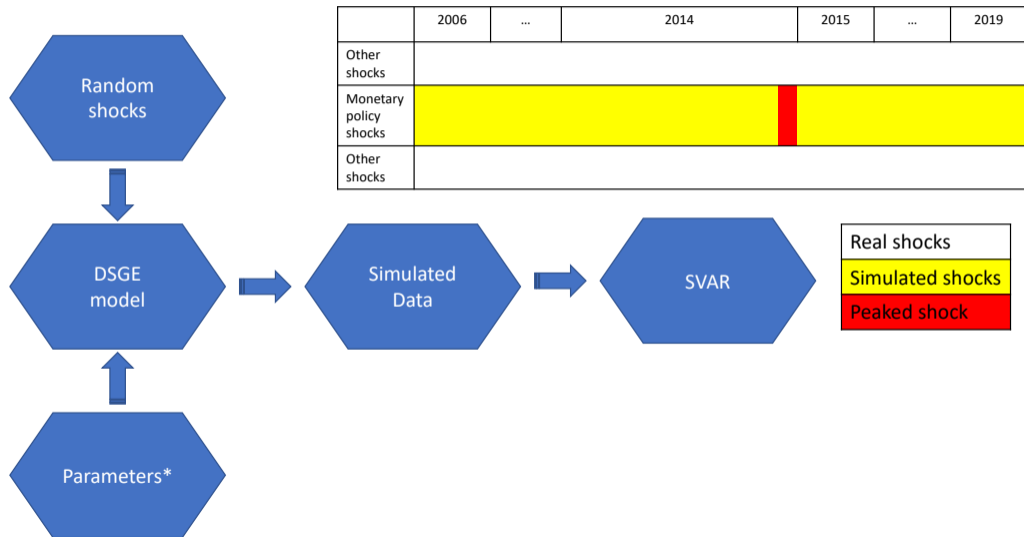 2006
...
2014
2015
...
2019
Other
shocks
Monetary
policy
shocks
Other
shocks
Random
shocks
DSGE
model
Simulated
Data
SVAR
Real shocks
Simulated shocks
Peaked shock
Parameters*